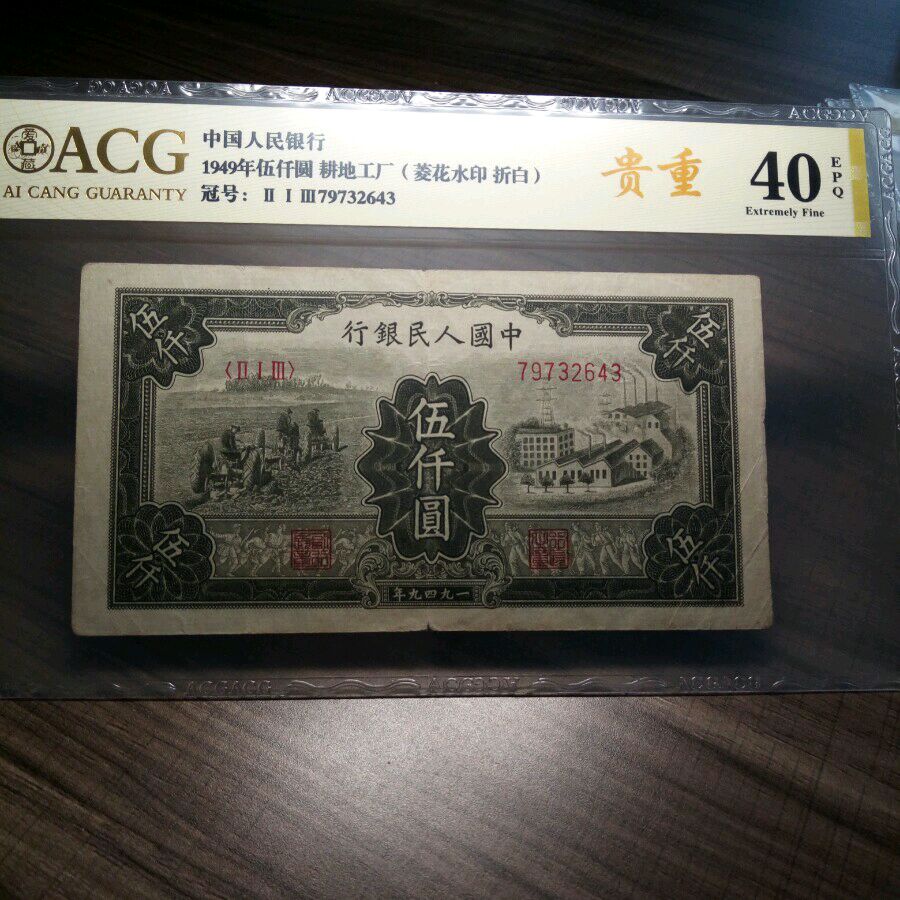 ACG
AI CANG GUARANTY
中国人民银行
1949年伍仟圆 耕地工厂（菱花水印 折白）
冠号：Ⅱ Ⅰ Ⅲ79732643
贵重
40
EPQ
Extremely Fine
伍仟
行銀民人國中
伍仟
〈Ⅱ Ⅰ Ⅲ〉
79732643
伍仟圓
伍仟
伍仟
年九四九一
ACGACG